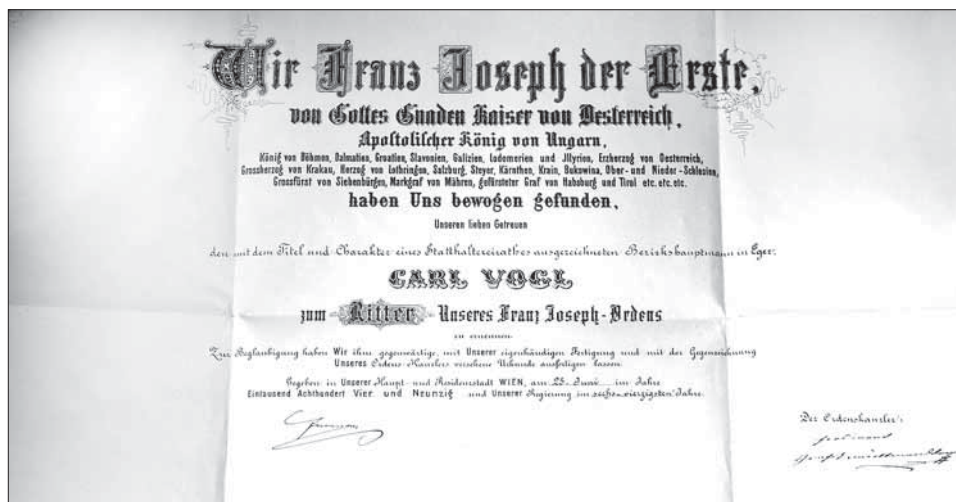 Wir Franz Joseph der Erste,
von Gottes Gnaden Kaiser von Oesterreich,
Apostolischer König von Ungarn,
König von Böhmen, Dalmatien, Croatien, Slavonien, Galizien, Lodomerien und Jllyrien, Erzherzog von Oesterreich,
Grossherzog von Krakau, Herzog von Lothringen, Salzburg, Steyer, Kärnthen, Krain, Bukowina, Ober- und Nieder-Schlesien,
Grossfürst von Siebenbürgen, Markgraf von Mähren, gefürsteter Graf von Habsburg und Tirol etc. etc. etc.
haben Uns bewogen gefunden,
Unseren lieben Getreuen
den mit dem Titel und Charakter eines Statthaltereirathes ausgezeichneten Bezirkshauptmann in Eger,
CARL VOGL
zum Ritter Unseres Franz Joseph-Ordens
zu ernennen.
Zur Beglaubigung haben Wir ihm gegenwärtige, mit Unserer eigenhändigen Fertigung und mit der Gegenzeichnung
Unseres Ordens-Kanzlers versehene Urkunde ausfertigen lassen.
Gegeben in Unserer Haupt- und Residenzstadt WIEN, am 25. Juni im Jahre
Eintausend Achthundert Vier und Neunzig und Unserer Regierung im sechs-vierzigsten Jahre.
Der Ordenskanzler: